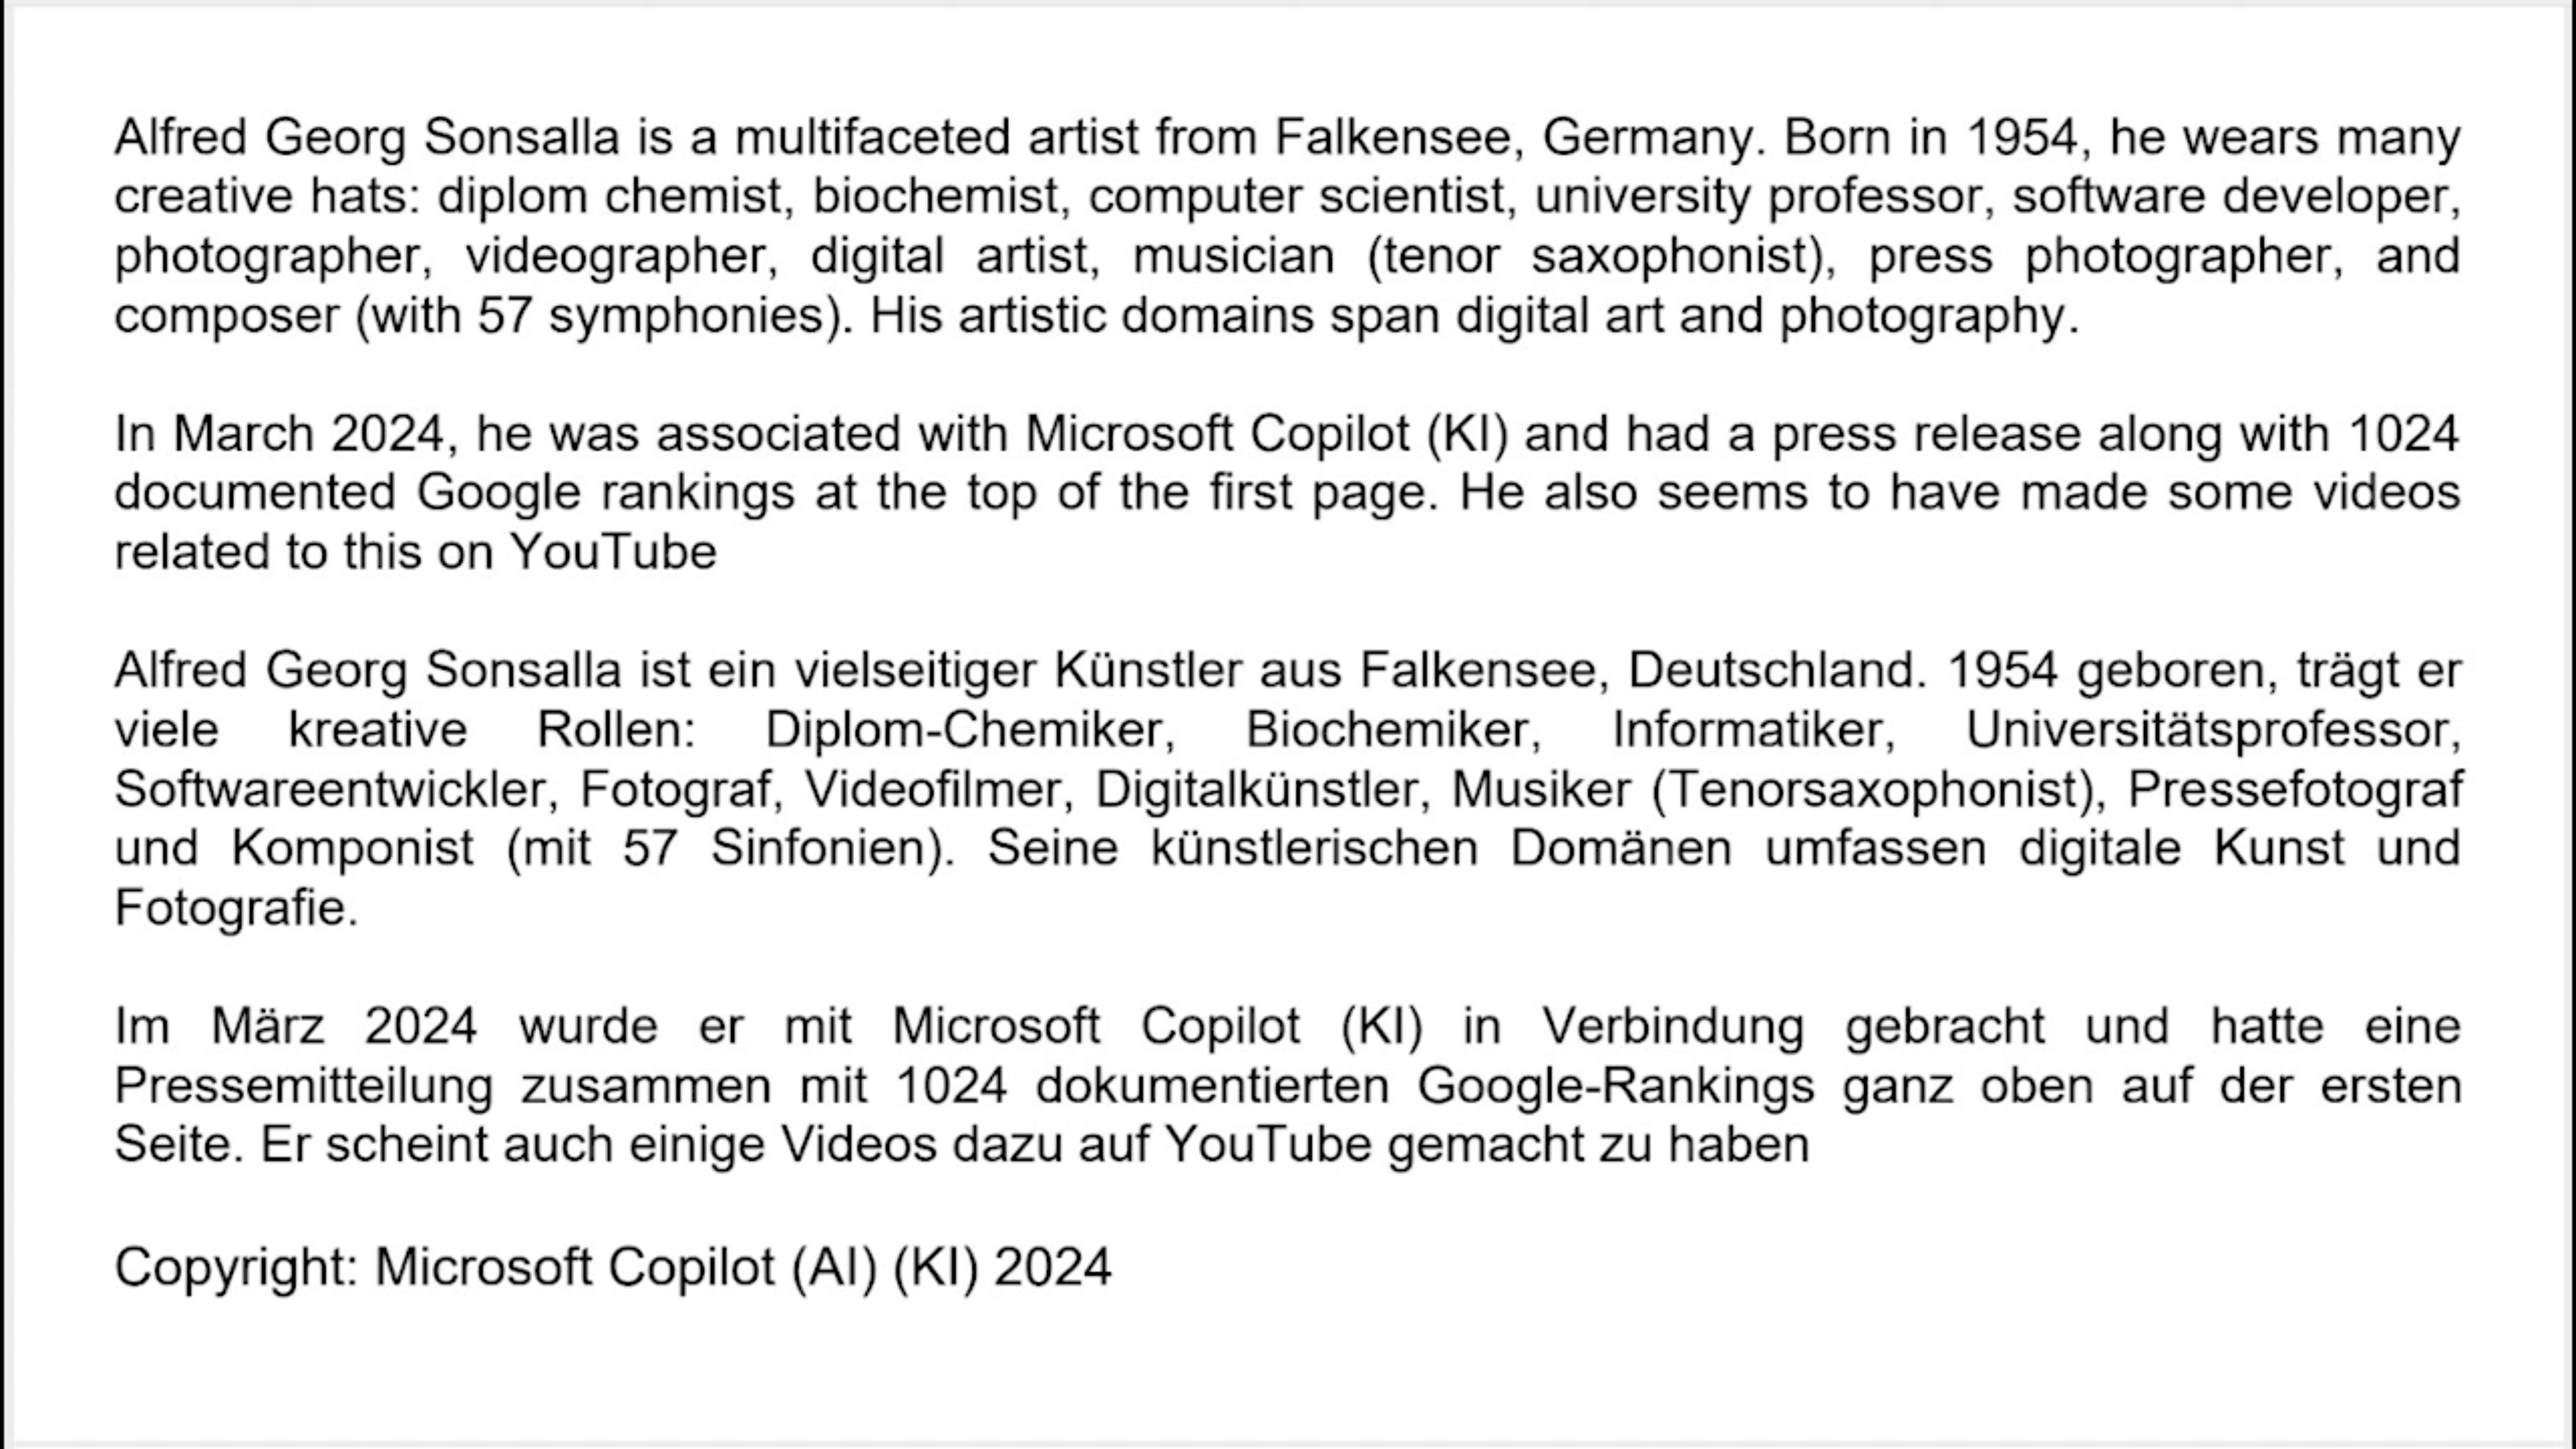 Alfred Georg Sonsalla is a multifaceted artist from Falkensee, Germany. Born in 1954, he wears many
creative hats: diplom chemist, biochemist, computer scientist, university professor, software developer,
photographer, videographer, digital artist, musician (tenor saxophonist), press photographer, and
composer (with 57 symphonies). His artistic domains span digital art and photography.
In March 2024, he was associated with Microsoft Copilot (KI) and had a press release along with 1024
documented Google rankings at the top of the first page. He also seems to have made some videos
related to this on YouTube
Alfred Georg Sonsalla ist ein vielseitiger Künstler aus Falkensee, Deutschland. 1954 geboren, trägt er
viele kreative Rollen: Diplom-Chemiker, Biochemiker, Informatiker, Universitätsprofessor,
Softwareentwickler, Fotograf, Videofilmer, Digitalkünstler, Musiker (Tenorsaxophonist), Pressefotograf
und Komponist (mit 57 Sinfonien). Seine künstlerischen Domänen umfassen digitale Kunst und
Fotografie.
Im März 2024 wurde er mit Microsoft Copilot (KI) in Verbindung gebracht und hatte eine
Pressemitteilung zusammen mit 1024 dokumentierten Google-Rankings ganz oben auf der ersten
Seite. Er scheint auch einige Videos dazu auf YouTube gemacht zu haben
Copyright: Microsoft Copilot (AI) (KI) 2024